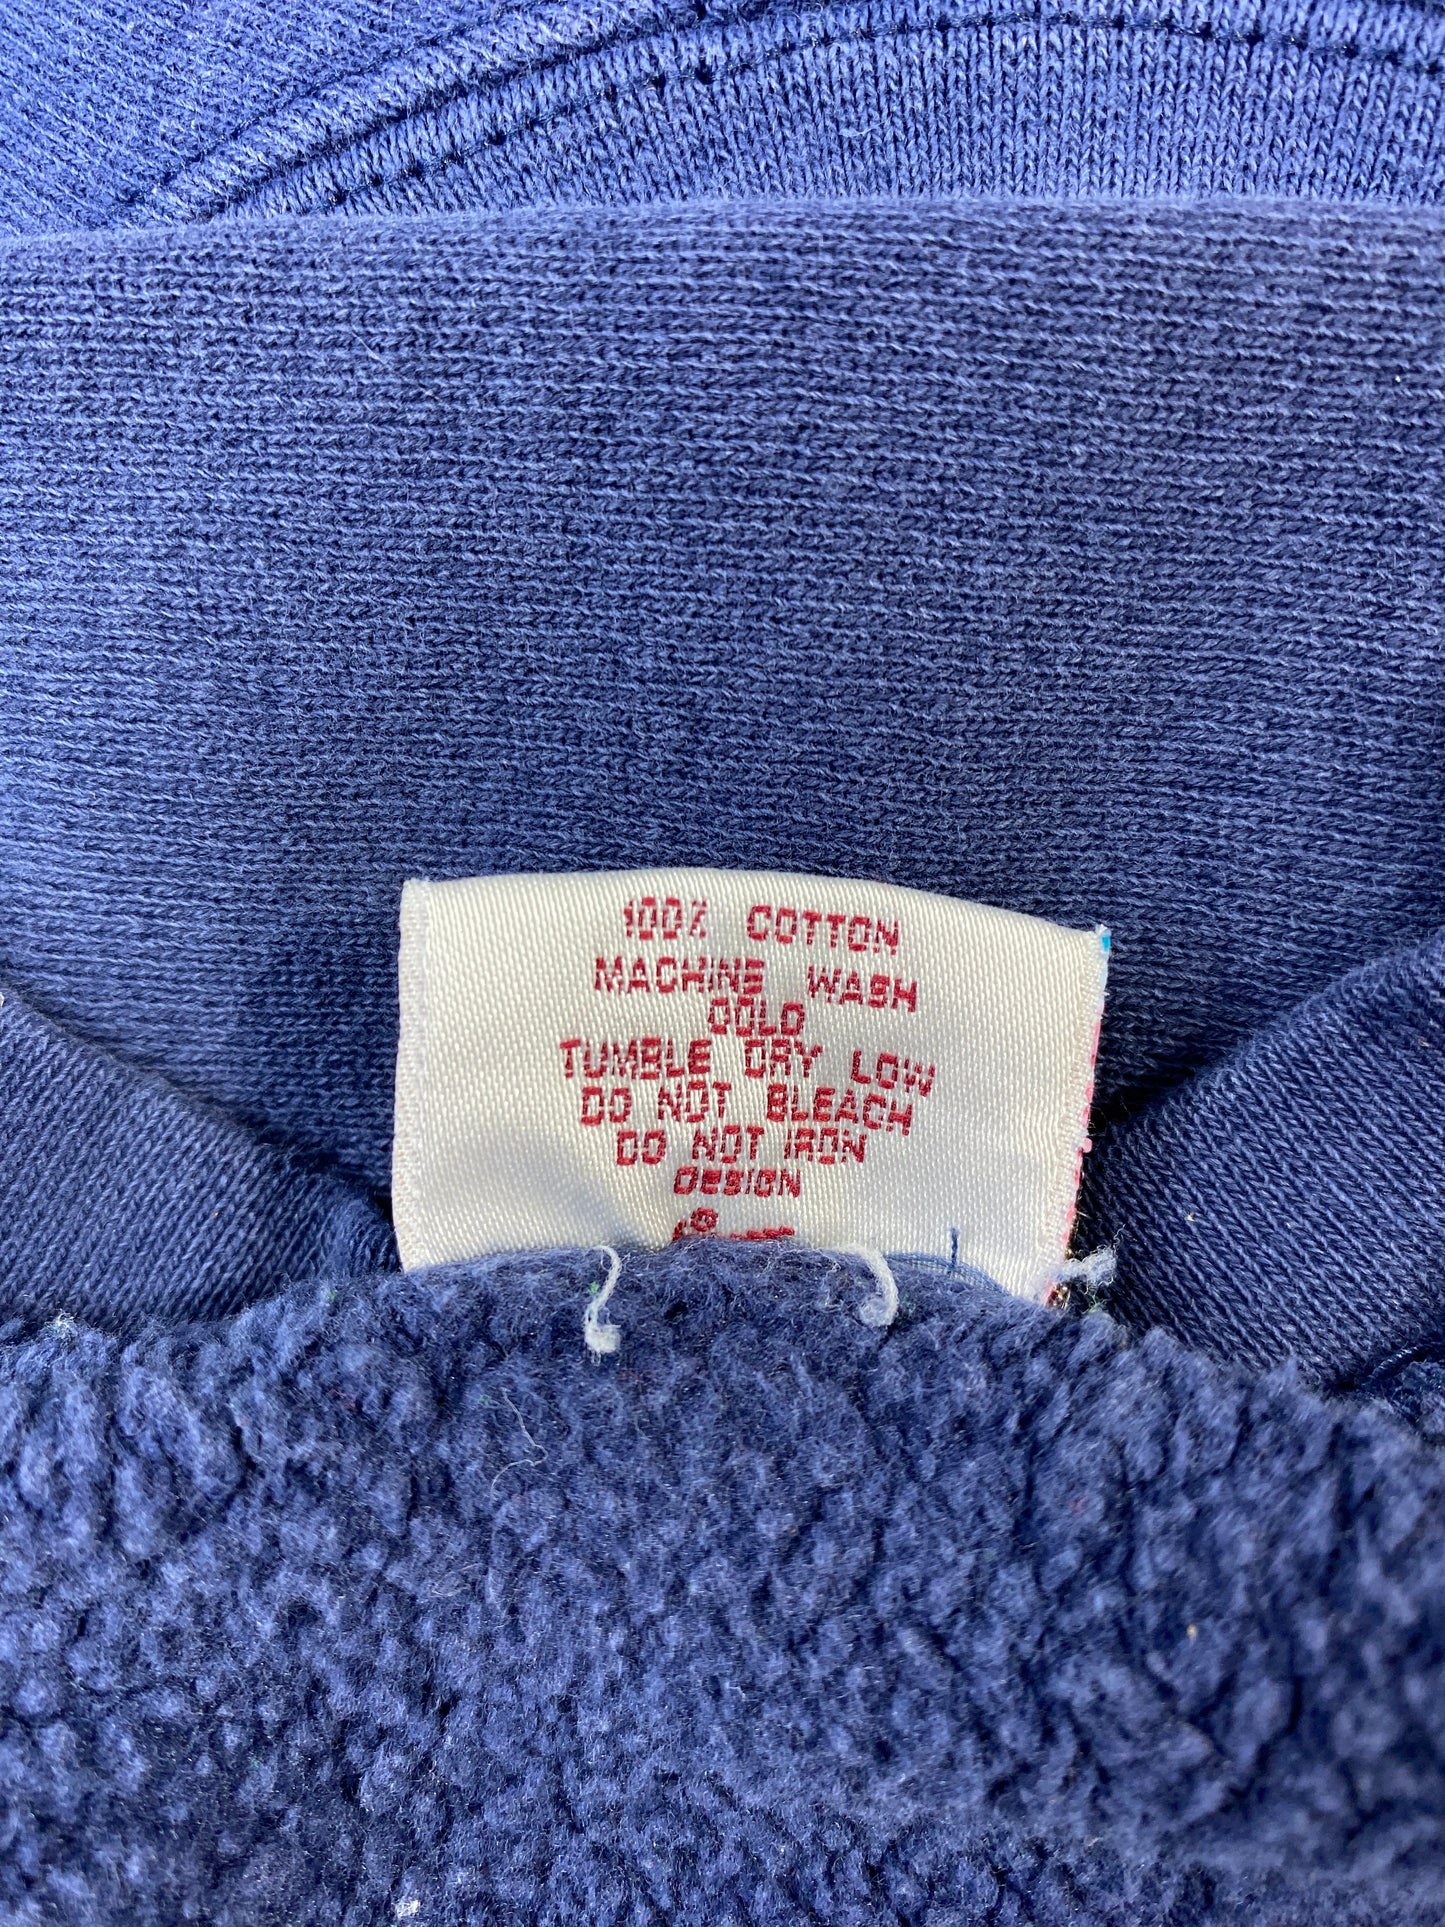 100% COTTON
MACHINE WASH
COLD
TUMBLE DRY LOW
DO NOT BLEACH
DO NOT IRON
DESIGN